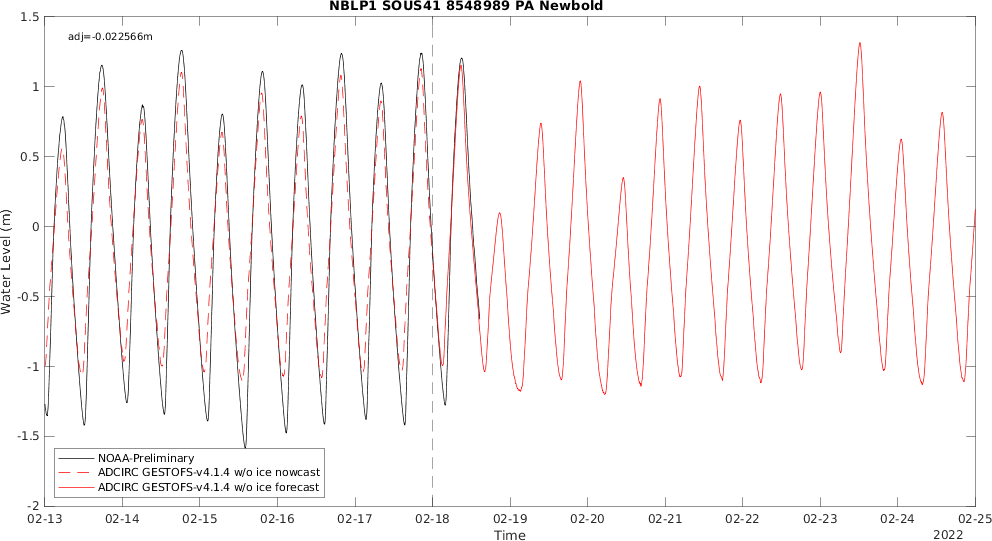 NBLP1 SOUS41 8548989 PA Newbold
adj=-0.022566m
1.5
1
0.5
0
-0.5
-1
-1.5
-2
Water Level (m)
NOAA-Preliminary
ADCIRC GESTOFS-v4.1.4 w/o ice nowcast
ADCIRC GESTOFS-v4.1.4 w/o ice forecast
02-13 02-14 02-15 02-16 02-17 02-18 02-19 02-20 02-21 02-22 02-23 02-24 02-25
Time
2022